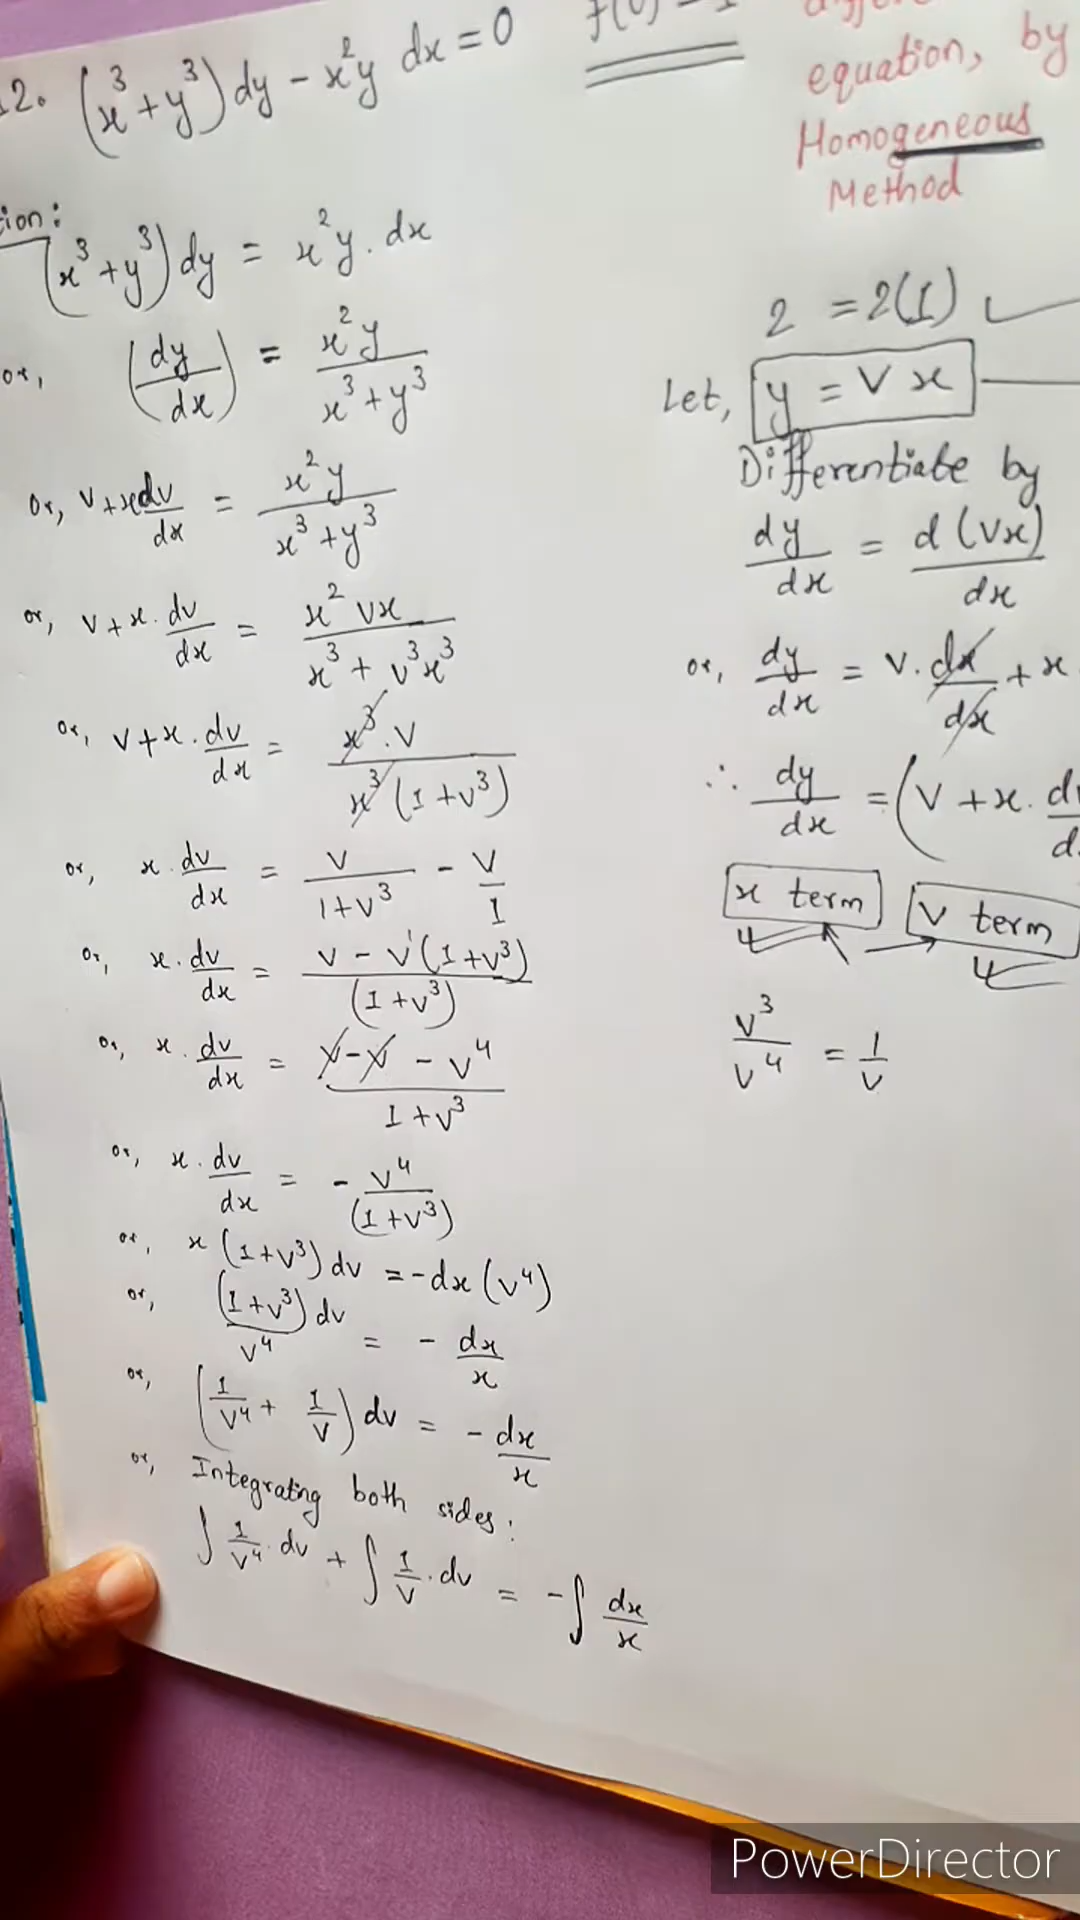 12. (x³+y³)dy - x²y dx = 0
(x³+y³)dy = x²y.dx
or, (dy/dx) = x²y/x³+y³
or, v+xdv/dx = x²y/x³+y³
or, v+x.dv/dx = x² vx/x³+v³x³
or, v+x.dv/dx = x³.v/x³(1+v³)
or, x.dv/dx = v/1+v³ - v/1
or, x.dv/dx = v-v(1+v³)/(1+v³)
or, x.dv/dx = v-v-v⁴/1+v³
or, x.dv/dx = -v⁴/(1+v³)
or, x(1+v³)dv = -dx(v⁴)
or, (1+v³)dv/v⁴ = -dx/x
or, (1/v⁴ + 1/v)dv = -dx/x
or, Integrating both sides:
∫1/v⁴.dv + ∫1/v.dv = -∫dx/x
equation, by
Homogeneous
Method
2 = 2(1)
Let, y = vx
Differentiate by
dy/dx = d(vx)/dx
or, dy/dx = v.dx/dx + x
∴ dy/dx = (v+x.
x term
v term
v³/v⁴ = 1/v
PowerDirector